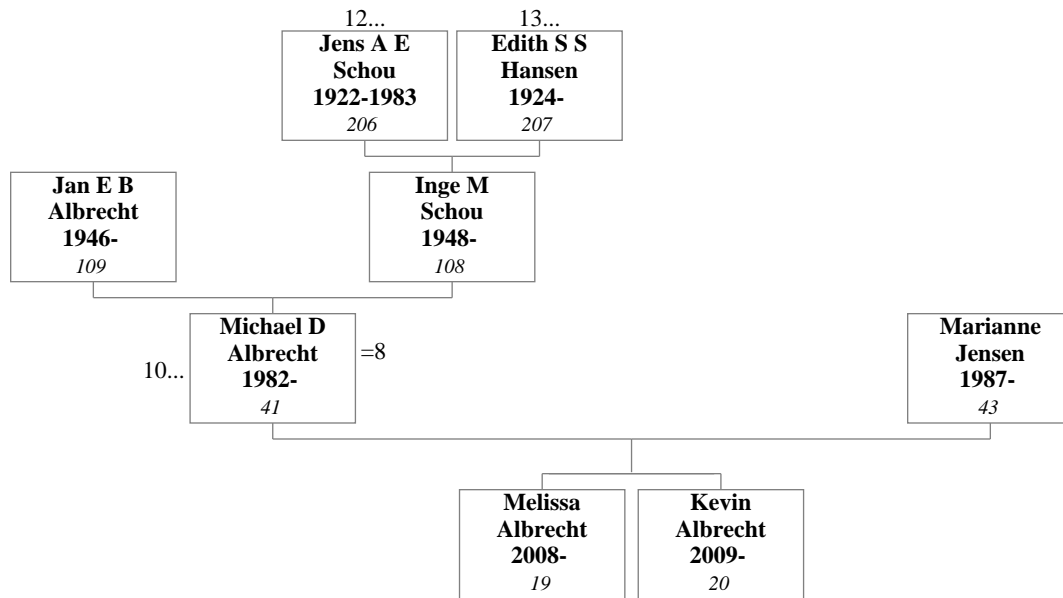 12...
13...
Jens A E
Schou
1922-1983
206
Edith S S
Hansen
1924-
207
Jan E B
Albrecht
1946-
109
Inge M
Schou
1948-
108
10...
Michael D
Albrecht
1982-
41
=8
Marianne
Jensen
1987-
43
Melissa
Albrecht
2008-
19
Kevin
Albrecht
2009-
20